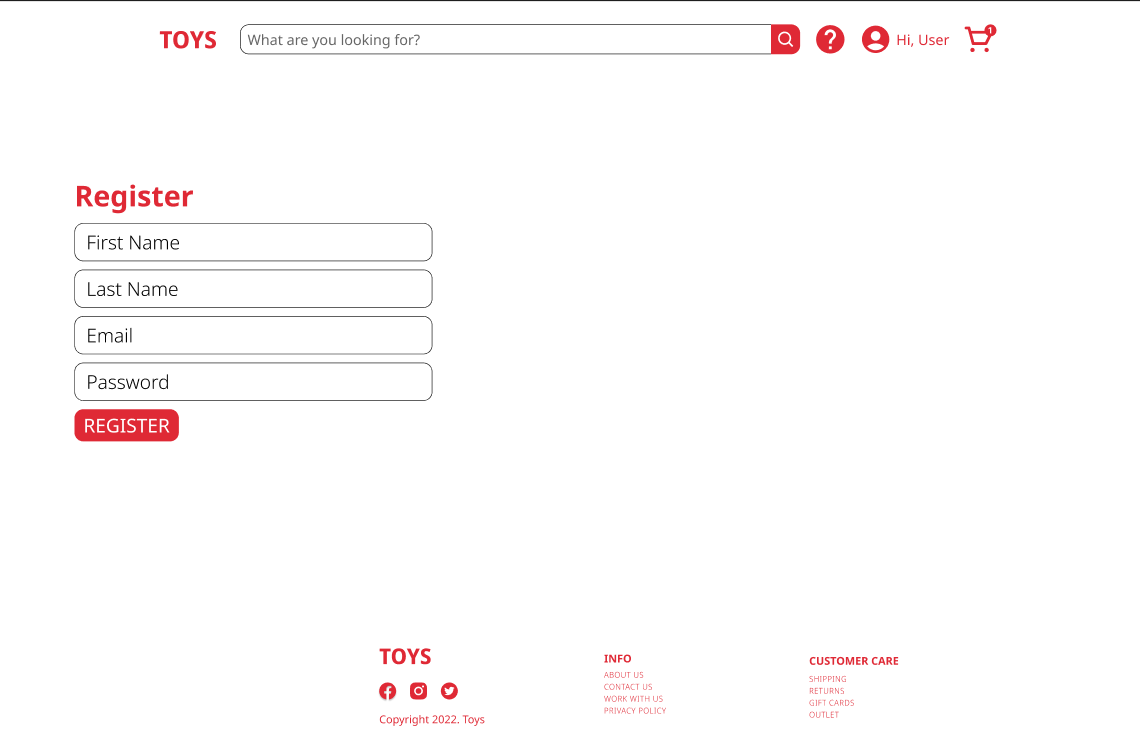 TOYS
What are you looking for?
?
Hi, User
1
Register
First Name
Last Name
Email
Password
REGISTER
TOYS
Copyright 2022. Toys
INFO
ABOUT US
CONTACT US
WORK WITH US
PRIVACY POLICY
CUSTOMER CARE
SHIPPING
RETURNS
GIFT CARDS
OUTLET